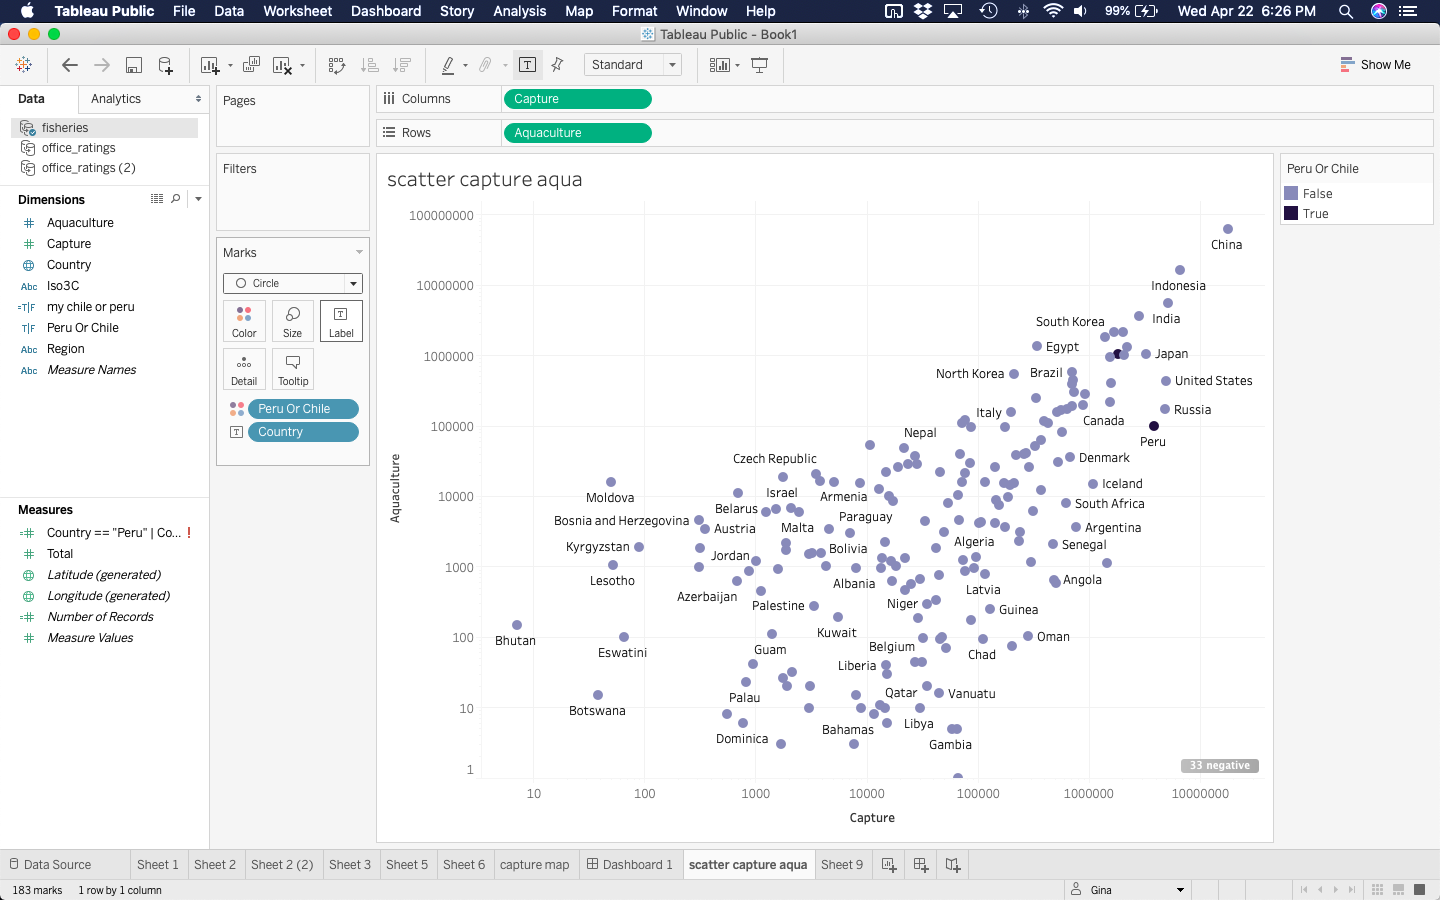 Tableau Public File Data Worksheet Dashboard Story Analysis Map Format Window Help 99% Wed Apr 22 6:26 PM
Tableau Public - Book1
Standard Show Me
Data Analytics
fisheries
office_ratings
office_ratings (2)
Dimensions
# Aquaculture
# Capture
Country
Abc Iso3C
=T|F my chile or peru
T|F Peru Or Chile
Abc Region
Abc Measure Names
Measures
=# Country == "Peru" | Co... !
# Total
Latitude (generated)
Longitude (generated)
=# Number of Records
# Measure Values
Pages
Filters
Marks
Circle
Color Size Label
Detail Tooltip
Peru Or Chile
Country
Columns Capture
Rows Aquaculture
scatter capture aqua
100000000
10000000
1000000
100000
10000
1000
100
10
1
Aquaculture
China
Indonesia
India
South Korea
Egypt
Japan
North Korea
Brazil
United States
Italy
Russia
Canada
Nepal
Peru
Czech Republic
Denmark
Moldova
Israel
Armenia
Iceland
Belarus
South Africa
Bosnia and Herzegovina
Austria
Malta
Paraguay
Argentina
Kyrgyzstan
Jordan
Bolivia
Algeria
Senegal
Lesotho
Albania
Angola
Azerbaijan
Palestine
Niger
Latvia
Guinea
Bhutan
Kuwait
Oman
Eswatini
Guam
Belgium
Chad
Liberia
Palau
Qatar
Vanuatu
Botswana
Libya
Dominica
Bahamas
Gambia
33 negative
10 100 1000 10000 100000 1000000 10000000
Capture
Peru Or Chile
False
True
Data Source Sheet 1 Sheet 2 Sheet 2 (2) Sheet 3 Sheet 5 Sheet 6 capture map Dashboard 1 scatter capture aqua Sheet 9
183 marks 1 row by 1 column Gina